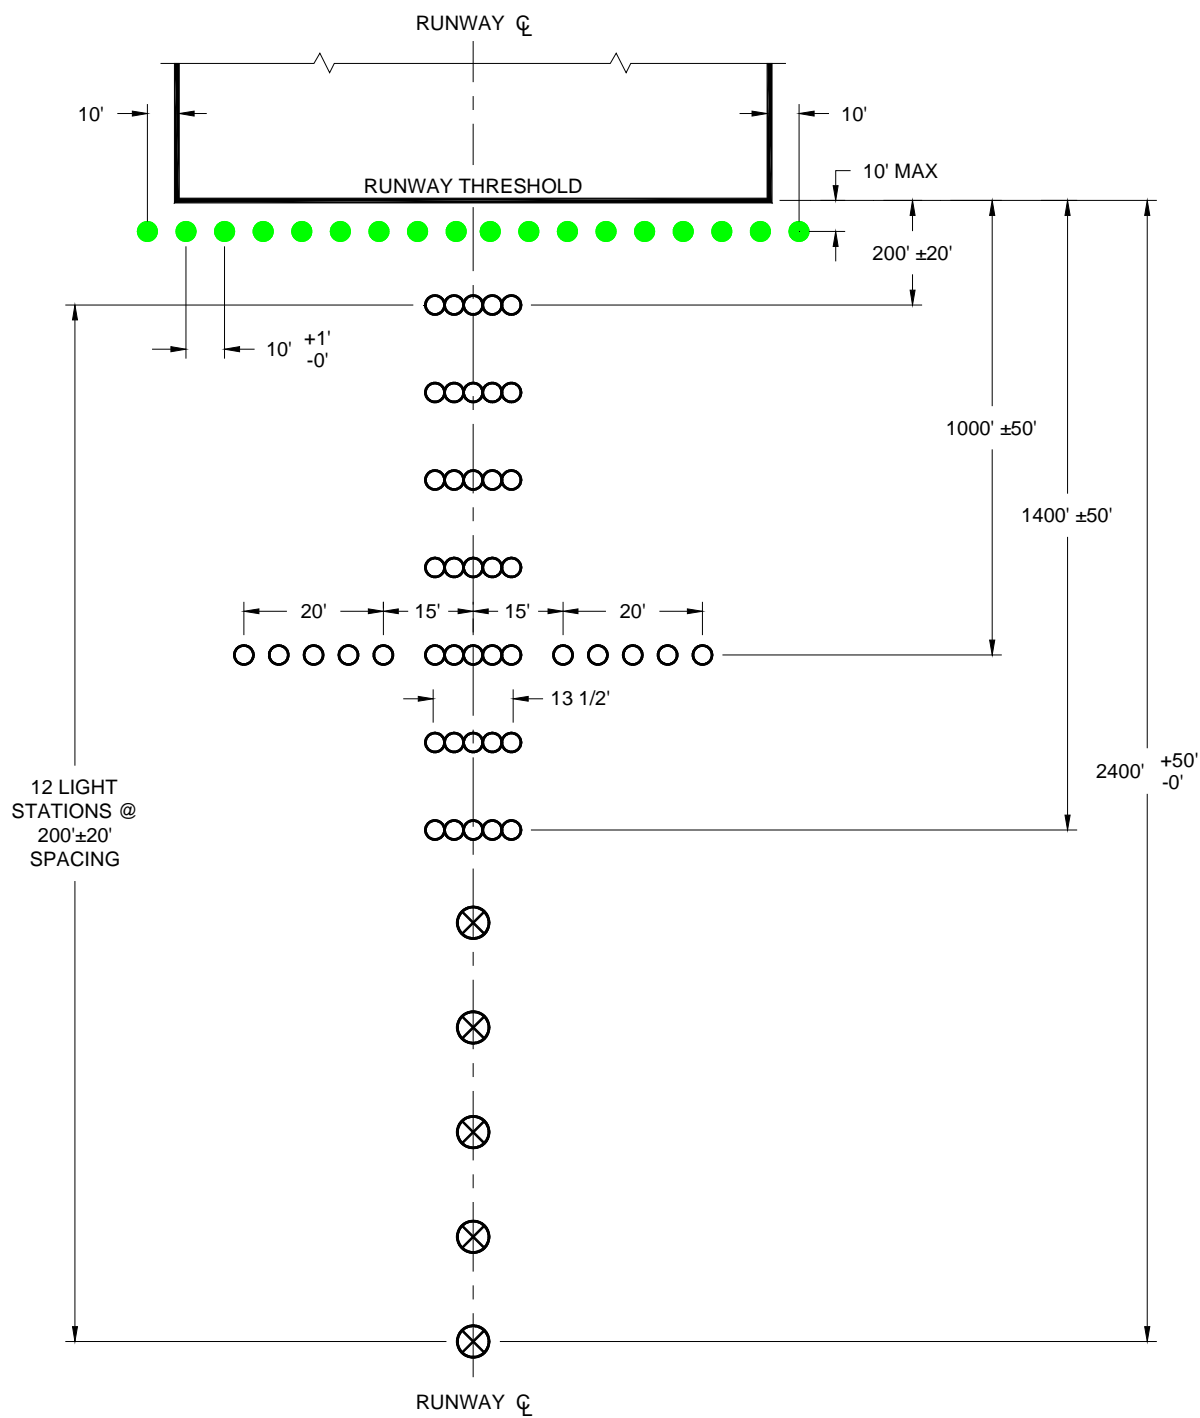 RUNWAY ℄
10'
10'
RUNWAY THRESHOLD
10' MAX
200' ±20'
10' +1'
-0'
1000' ±50'
1400' ±50'
20'
15'
15'
20'
13 1/2'
2400' +50'
-0'
12 LIGHT
STATIONS @
200'±20'
SPACING
RUNWAY ℄